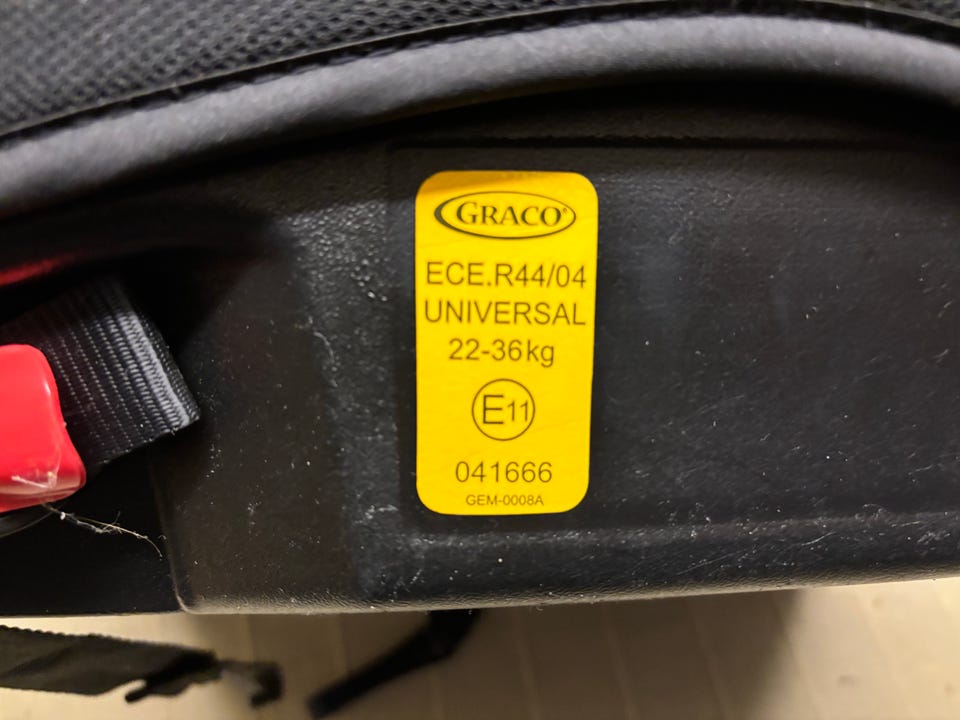 GRACO®
ECE.R44/04
UNIVERSAL
22-36kg
E11
041666
GEM-0008A